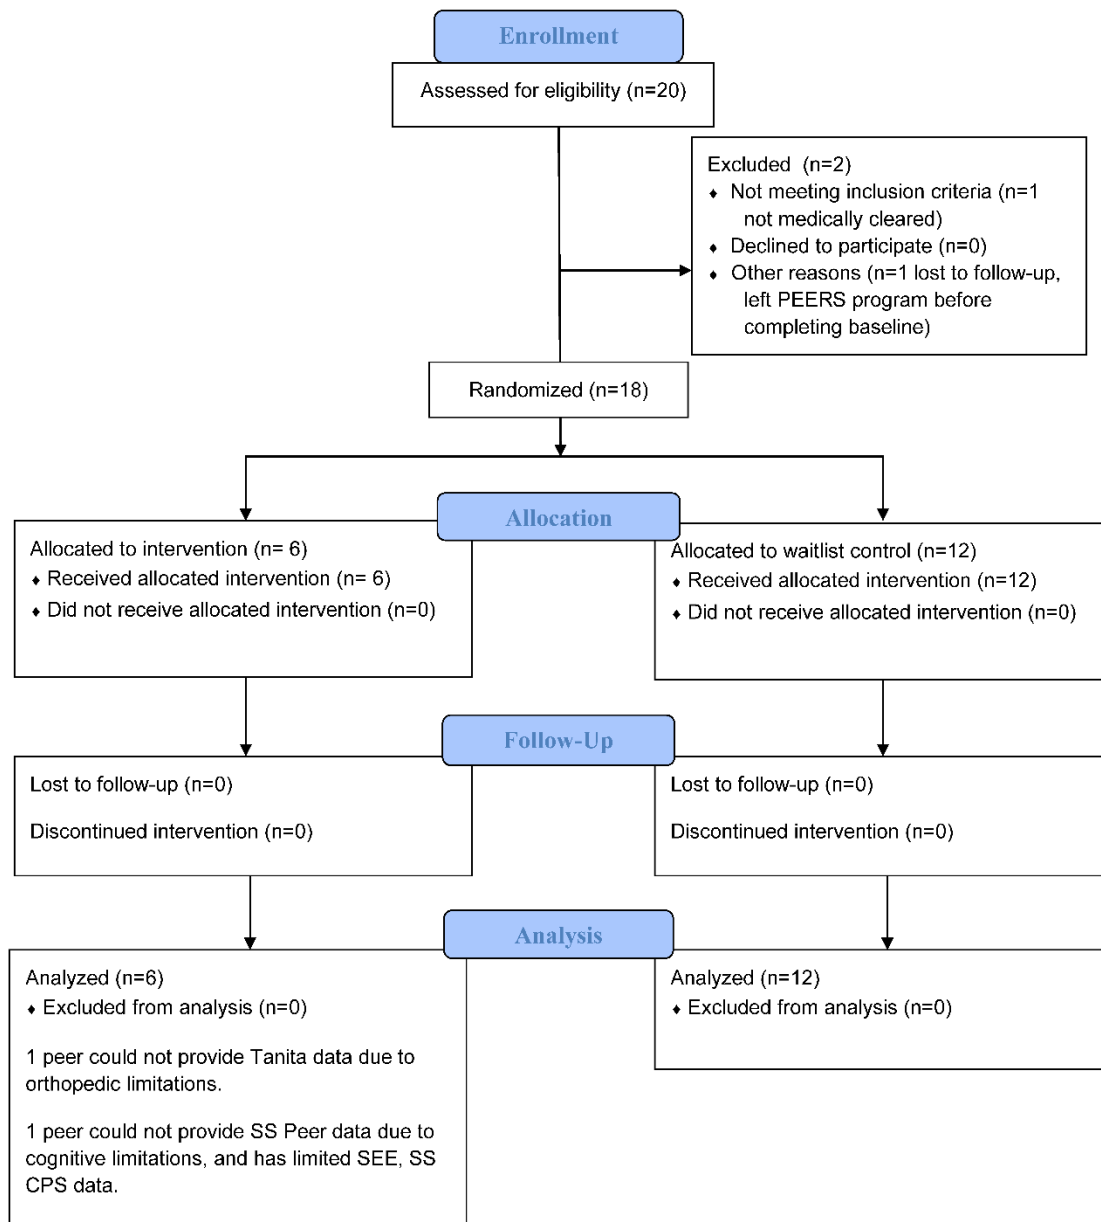 Enrollment
Assessed for eligibility (n=20)
Excluded  (n=2)
♦ Not meeting inclusion criteria (n=1
not medically cleared)
♦ Declined to participate (n=0)
♦ Other reasons (n=1 lost to follow-up,
left PEERS program before
completing baseline)
Randomized (n=18)
Allocation
Allocated to intervention (n= 6)
♦ Received allocated intervention (n= 6)
♦ Did not receive allocated intervention (n=0)
Allocated to waitlist control (n=12)
♦ Received allocated intervention (n=12)
♦ Did not receive allocated intervention (n=0)
Follow-Up
Lost to follow-up (n=0)
Discontinued intervention (n=0)
Lost to follow-up (n=0)
Discontinued intervention (n=0)
Analysis
Analyzed (n=6)
♦ Excluded from analysis (n=0)
1 peer could not provide Tanita data due to
orthopedic limitations.
1 peer could not provide SS Peer data due to
cognitive limitations, and has limited SEE, SS
CPS data.
Analyzed (n=12)
♦ Excluded from analysis (n=0)